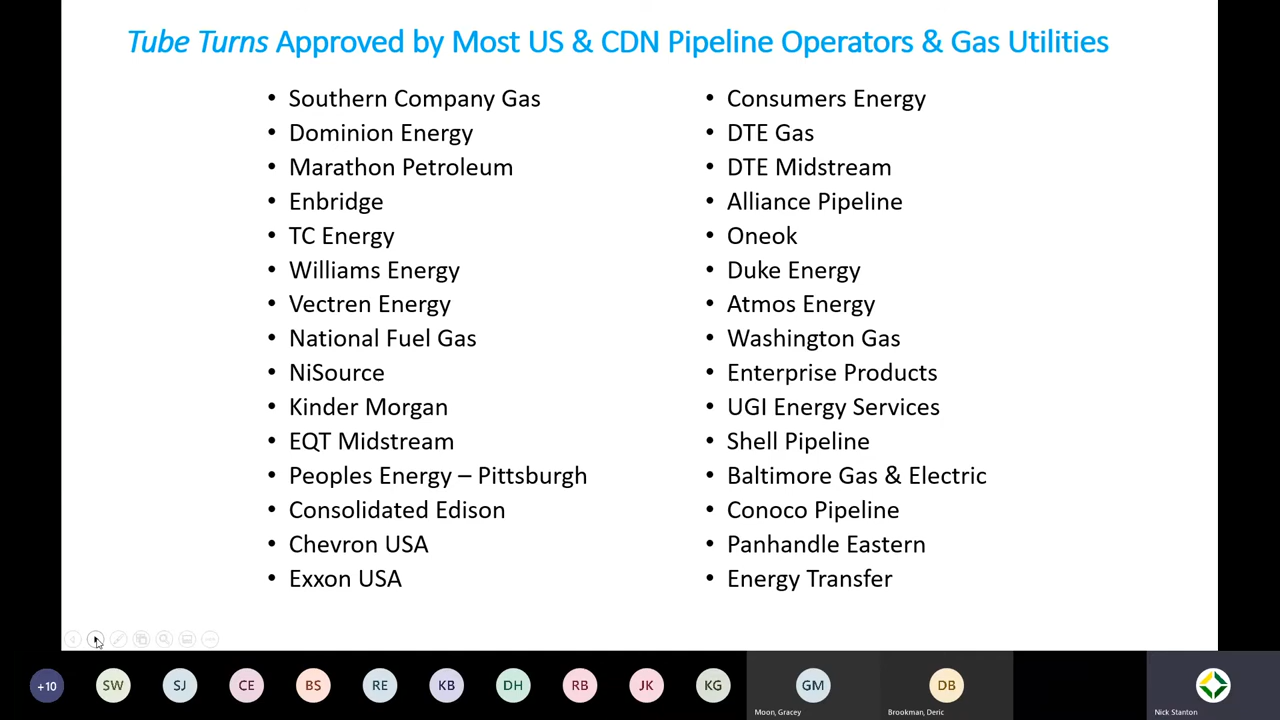 Tube Turns Approved by Most US & CDN Pipeline Operators & Gas Utilities
• Southern Company Gas
• Dominion Energy
• Marathon Petroleum
• Enbridge
• TC Energy
• Williams Energy
• Vectren Energy
• National Fuel Gas
• NiSource
• Kinder Morgan
• EQT Midstream
• Peoples Energy – Pittsburgh
• Consolidated Edison
• Chevron USA
• Exxon USA
• Consumers Energy
• DTE Gas
• DTE Midstream
• Alliance Pipeline
• Oneok
• Duke Energy
• Atmos Energy
• Washington Gas
• Enterprise Products
• UGI Energy Services
• Shell Pipeline
• Baltimore Gas & Electric
• Conoco Pipeline
• Panhandle Eastern
• Energy Transfer
+10
SW
SJ
CE
BS
RE
KB
DH
RB
JK
KG
GM
Moon, Gracey
DB
Brookman, Deric
Nick Stanton